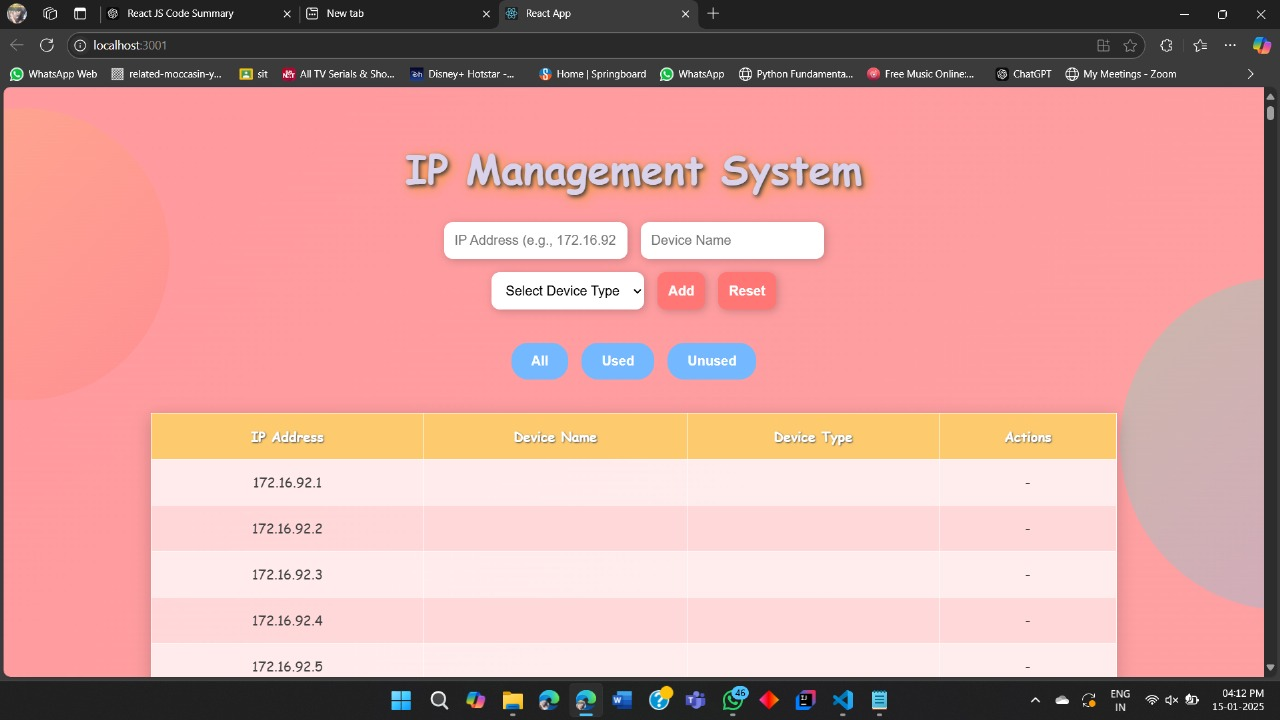 React JS Code Summary
New tab
React App
localhost:3001
WhatsApp Web
related-moccasin-y...
sit
All TV Serials & Sho...
Disney+ Hotstar -...
Home | Springboard
WhatsApp
Python Fundamenta...
Free Music Online:...
ChatGPT
My Meetings - Zoom
IP Management System
IP Address (e.g., 172.16.92
Device Name
Select Device Type
Add
Reset
All
Used
Unused
IP Address Device Name Device Type Actions
172.16.92.1 -
172.16.92.2 -
172.16.92.3 -
172.16.92.4 -
172.16.92.5 -
46
ENG
IN
04:12 PM
15-01-2025